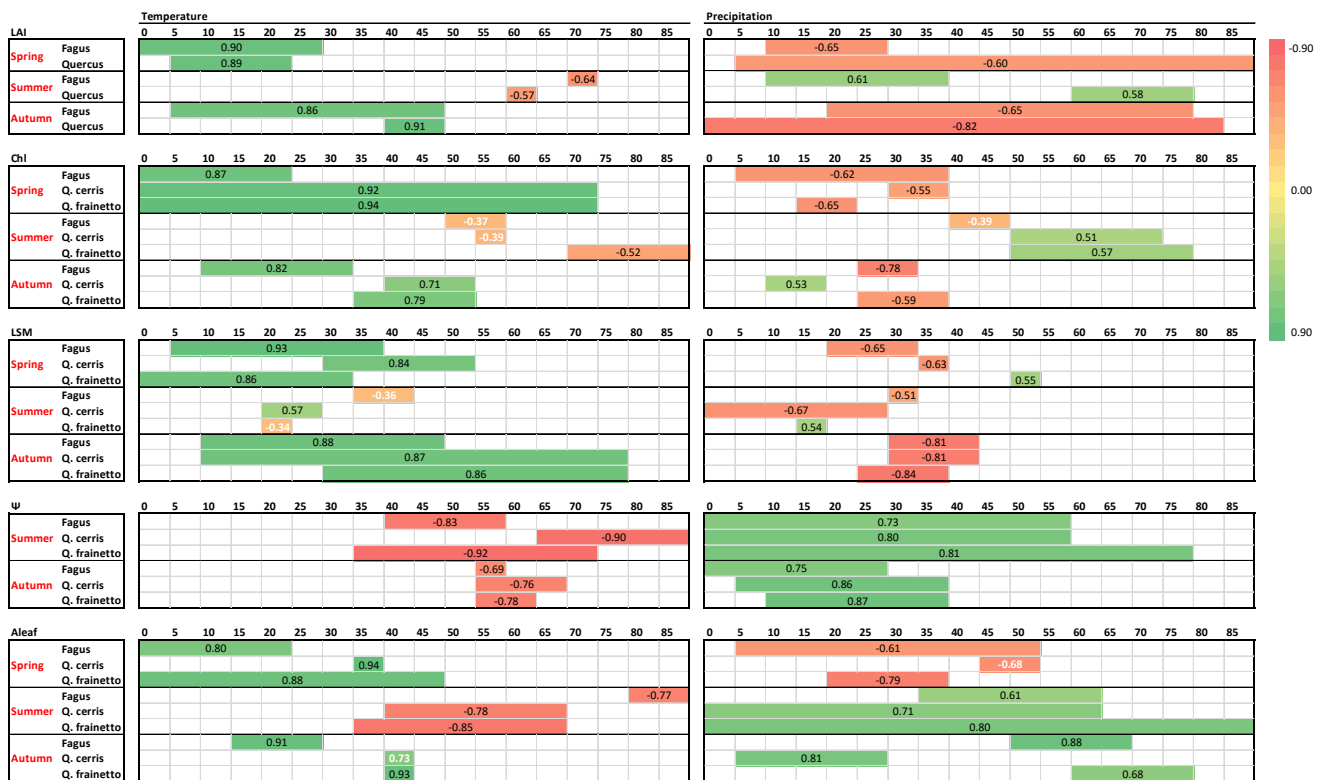 Temperature Precipitation
LAI 0 5 10 15 20 25 30 35 40 45 50 55 60 65 70 75 80 85 0 5 10 15 20 25 30 35 40 45 50 55 60 65 70 75 80 85
Spring Fagus 0.90 -0.65
Quercus 0.89 -0.60
Summer Fagus -0.64 0.61
Quercus -0.57 0.58
Autumn Fagus 0.86 -0.65
Quercus 0.91 -0.82
Chl 0 5 10 15 20 25 30 35 40 45 50 55 60 65 70 75 80 85 0 5 10 15 20 25 30 35 40 45 50 55 60 65 70 75 80 85
Fagus 0.87 -0.62
Spring Q. cerris 0.92 -0.55
Q. frainetto 0.94 -0.65
Fagus -0.37 -0.39
Summer Q. cerris -0.39 0.51
Q. frainetto -0.52 0.57
Fagus 0.82 -0.78
Autumn Q. cerris 0.71 0.53
Q. frainetto 0.79 -0.59
LSM 0 5 10 15 20 25 30 35 40 45 50 55 60 65 70 75 80 85 0 5 10 15 20 25 30 35 40 45 50 55 60 65 70 75 80 85
Fagus 0.93 -0.65
Spring Q. cerris 0.84 -0.63
Q. frainetto 0.86 0.55
Fagus -0.36 -0.51
Summer Q. cerris 0.57 -0.67
Q. frainetto -0.34 0.54
Fagus 0.88 -0.81
Autumn Q. cerris 0.87 -0.81
Q. frainetto 0.86 -0.84
Ψ 0 5 10 15 20 25 30 35 40 45 50 55 60 65 70 75 80 85 0 5 10 15 20 25 30 35 40 45 50 55 60 65 70 75 80 85
Fagus -0.83 0.73
Summer Q. cerris -0.90 0.80
Q. frainetto -0.92 0.81
Fagus -0.69 0.75
Autumn Q. cerris -0.76 0.86
Q. frainetto -0.78 0.87
Aleaf 0 5 10 15 20 25 30 35 40 45 50 55 60 65 70 75 80 85 0 5 10 15 20 25 30 35 40 45 50 55 60 65 70 75 80 85
Fagus 0.80 -0.61
Spring Q. cerris 0.94 -0.68
Q. frainetto 0.88 -0.79
Fagus -0.77 0.61
Summer Q. cerris -0.78 0.71
Q. frainetto -0.85 0.80
Fagus 0.91 0.88
Autumn Q. cerris 0.73 0.81
Q. frainetto 0.93 0.68
-0.90
0.00
0.90